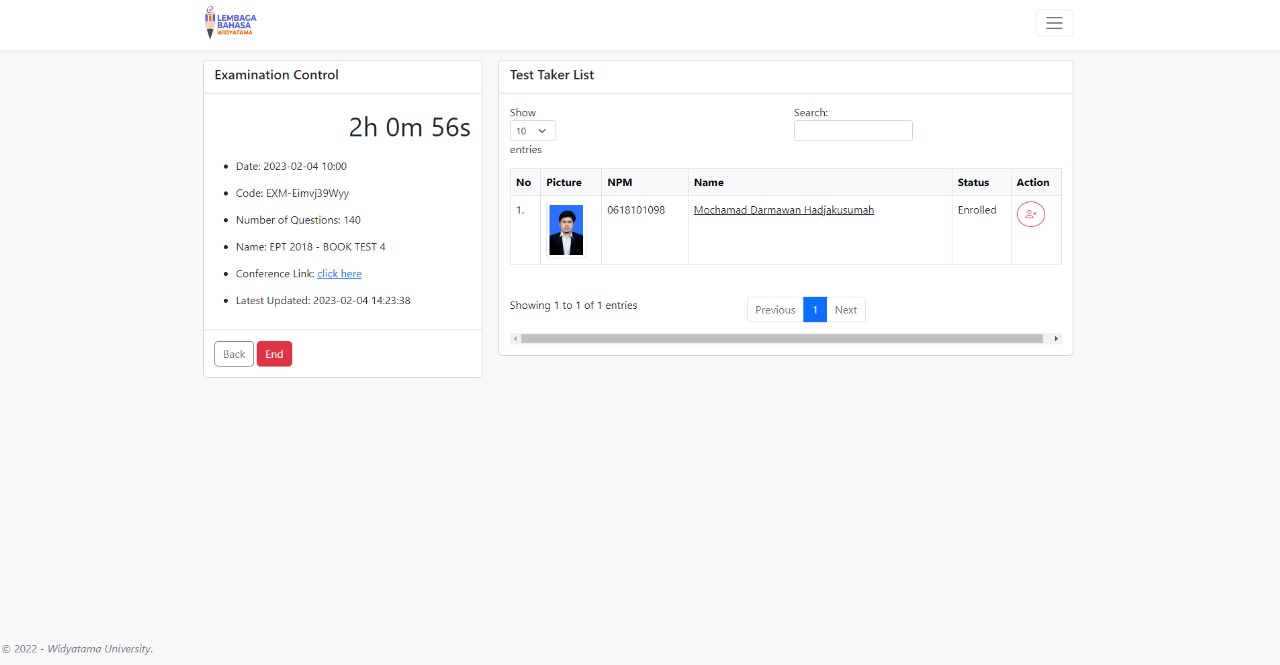 LEMBAGA
BAHASA
WIDYATAMA
Examination Control
2h 0m 56s
Date: 2023-02-04 10:00
Code: EXM-Eimvj39Wyy
Number of Questions: 140
Name: EPT 2018 - BOOK TEST 4
Conference Link: click here
Latest Updated: 2023-02-04 14:23:38
Back End
Test Taker List
Show
10
entries
Search:
No Picture NPM Name Status Action
1. 0618101098 Mochamad Darmawan Hadjakusumah Enrolled
Showing 1 to 1 of 1 entries
Previous 1 Next
© 2022 - Widyatama University.